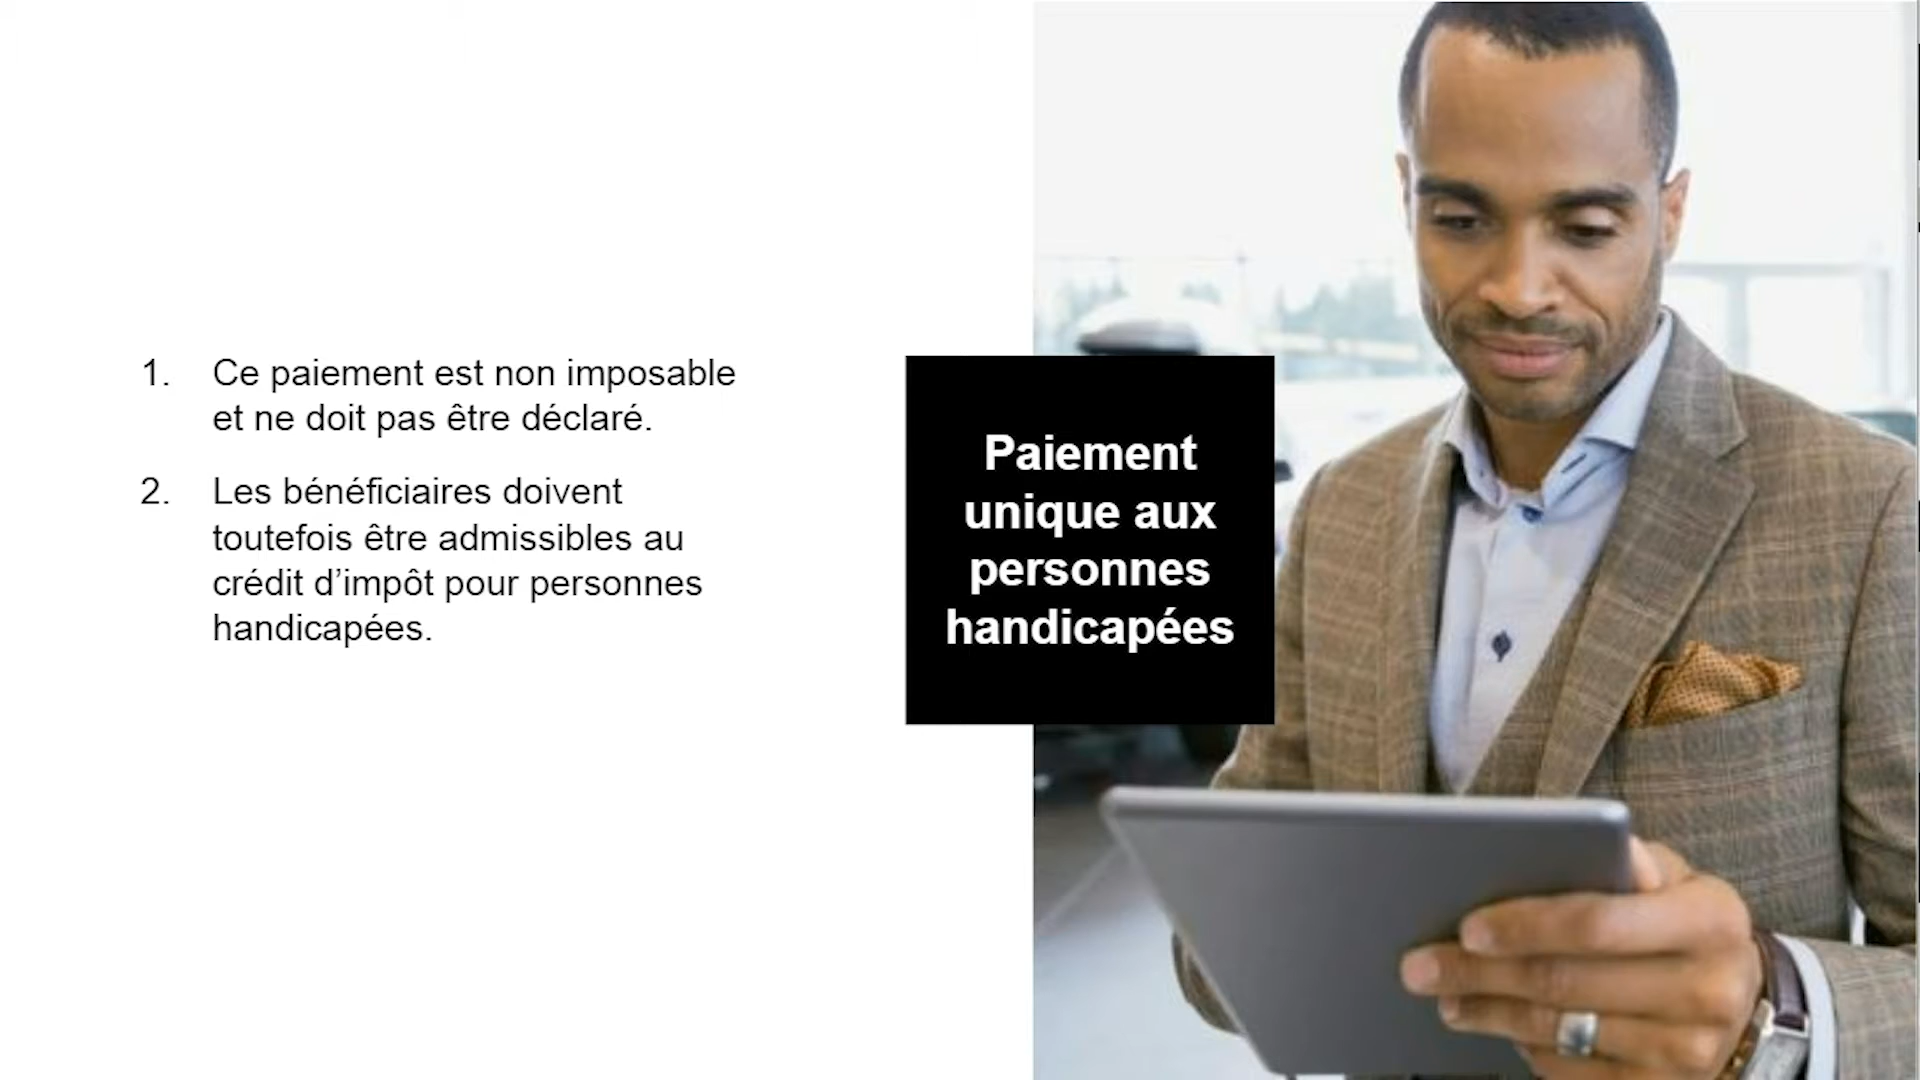 1. Ce paiement est non imposable
et ne doit pas être déclaré.
2. Les bénéficiaires doivent
toutefois être admissibles au
crédit d’impôt pour personnes
handicapées.
Paiement
unique aux
personnes
handicapées